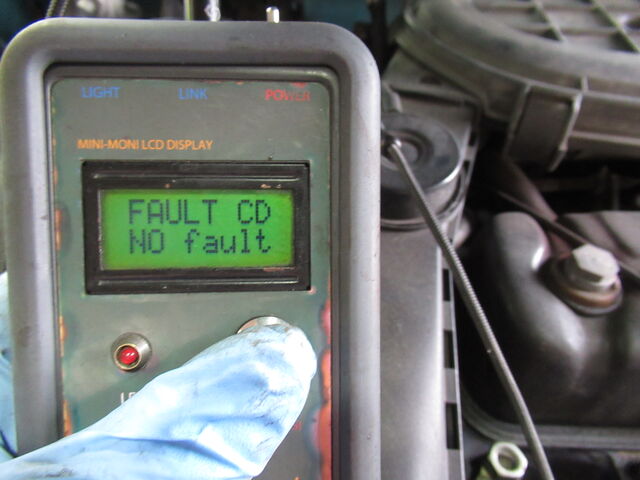 LIGHT LINK POWER
MINI-MONI LCD DISPLAY
FAULT CD
NO fault